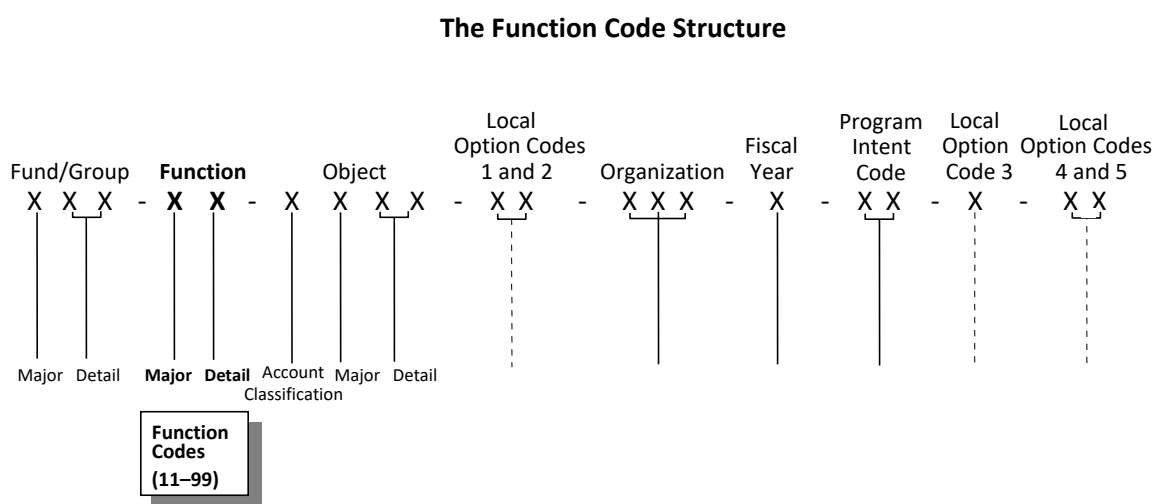 The Function Code Structure
Local
Option Codes
1 and 2
Program
Intent
Code
Local
Option
Code 3
Local
Option Codes
4 and 5
Fiscal
Year
Fund/Group
Function
Object
Organization
X X X - X X - X X X X - X X - X X X - X - X X - X - X X
Major Detail Major Detail Account Classification Major Detail
Function
Codes
(11–99)